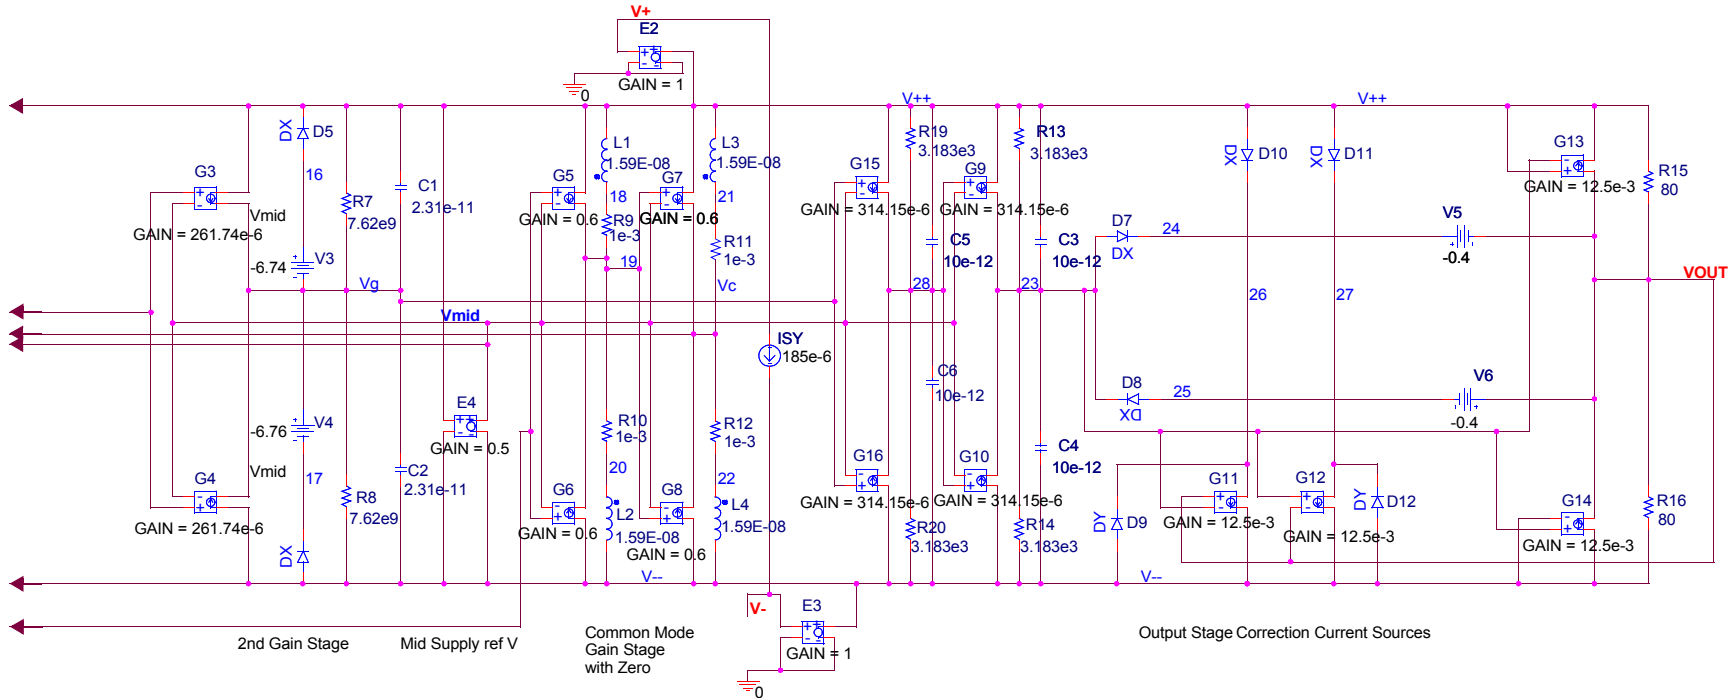 V+
E2
GAIN = 1
0
V++
V++
DX
D5
16
G3
Vmid
GAIN = 261.74e-6
-6.74
V3
R7
7.62e9
C1
2.31e-11
Vg
Vmid
L1
1.59E-08
18
G5
GAIN = 0.6
R9
1e-3
19
G7
GAIN = 0.6
L3
1.59E-08
21
R11
1e-3
Vc
ISY
185e-6
G15
GAIN = 314.15e-6
R19
3.183e3
G9
GAIN = 314.15e-6
R13
3.183e3
C5
10e-12
C3
10e-12
28
23
D7
DX
24
V5
-0.4
DX
D10
DX
D11
26
27
G13
GAIN = 12.5e-3
R15
80
VOUT
-6.76
V4
Vmid
17
G4
GAIN = 261.74e-6
DX
R8
7.62e9
C2
2.31e-11
E4
GAIN = 0.5
R10
1e-3
20
G6
GAIN = 0.6
L2
1.59E-08
G8
GAIN = 0.6
R12
1e-3
22
L4
1.59E-08
V--
C6
10e-12
G16
GAIN = 314.15e-6
R20
3.183e3
G10
GAIN = 314.15e-6
C4
10e-12
R14
3.183e3
D8
DX
25
V6
-0.4
DY
D9
G11
GAIN = 12.5e-3
G12
GAIN = 12.5e-3
DY
D12
G14
GAIN = 12.5e-3
R16
80
V--
V-
E3
GAIN = 1
0
2nd Gain Stage
Mid Supply ref V
Common Mode
Gain Stage
with Zero
Output Stage Correction Current Sources